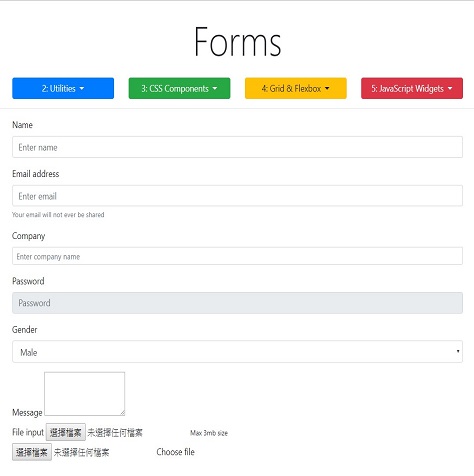 Forms
2: Utilities 3: CSS Components 4: Grid & Flexbox 5: JavaScript Widgets
Name
Enter name
Email address
Enter email
Your email will not ever be shared
Company
Enter company name
Password
Password
Gender
Male
Message
File input 選擇檔案 未選擇任何檔案 Max 3mb size
選擇檔案 未選擇任何檔案 Choose file